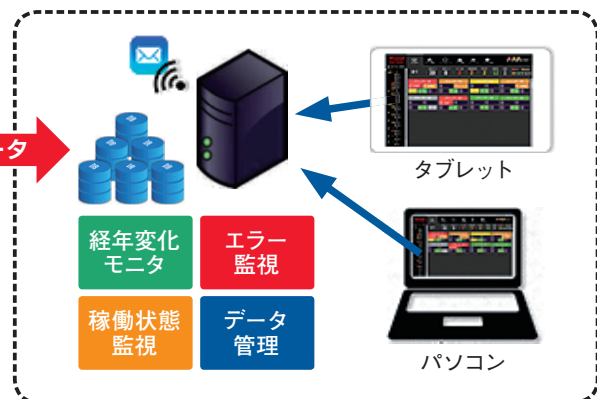 ータ
タブレット
経年変化
モニタ
エラー
監視
稼働状態
監視
データ
管理
パソコン